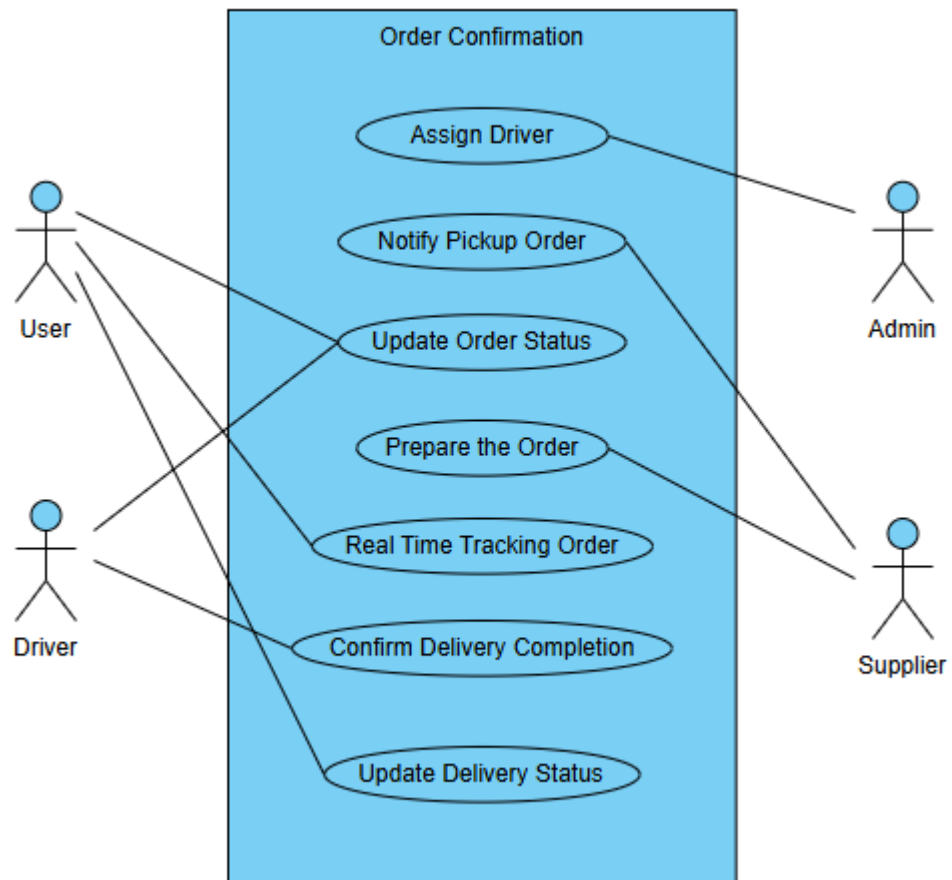 Order Confirmation
Assign Driver
Notify Pickup Order
User
Update Order Status
Admin
Prepare the Order
Real Time Tracking Order
Driver
Confirm Delivery Completion
Supplier
Update Delivery Status